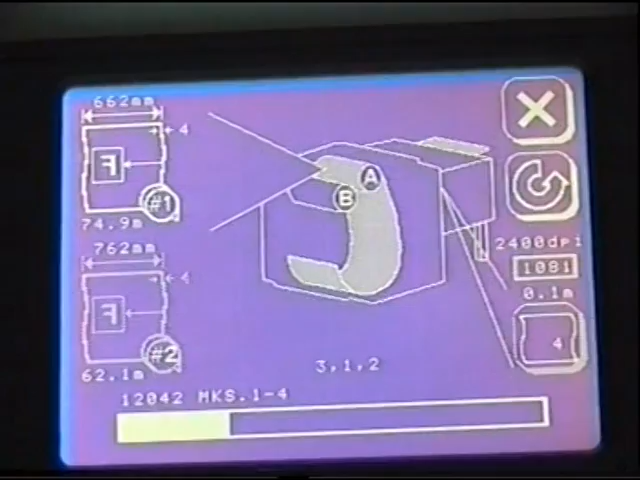 662mm
4
F
#1
74.9m
762mm
4
F
#2
62.1m
A
B
3,1,2
2400dpi
1081
0.1m
4
12042 MKS.1-4